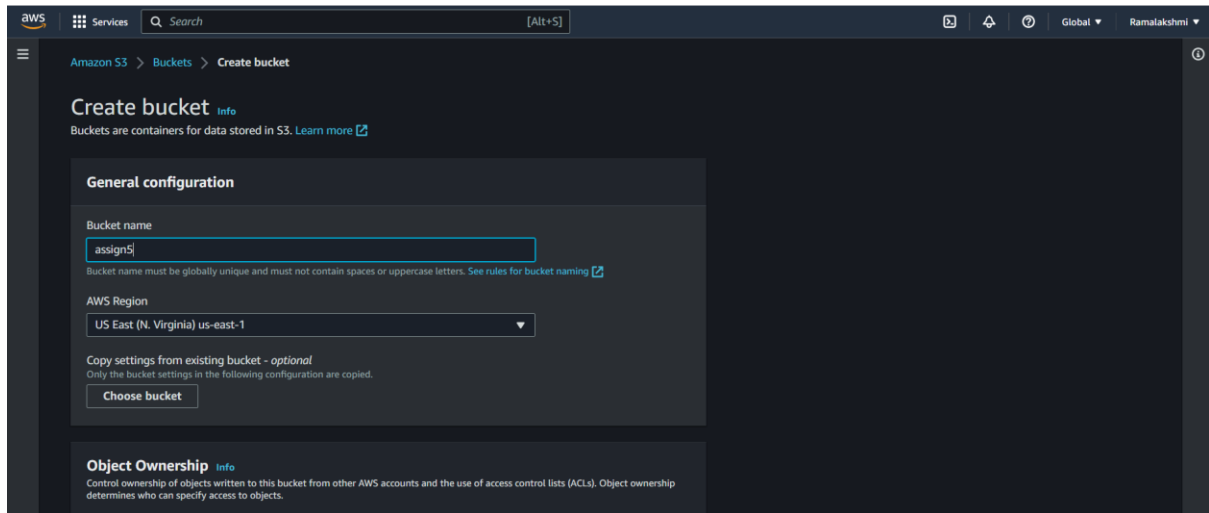 aws Services Search [Alt+S] Global ▼ Ramalakshmi ▼
Amazon S3 > Buckets > Create bucket
Create bucket Info
Buckets are containers for data stored in S3. Learn more
General configuration
Bucket name
assign5
Bucket name must be globally unique and must not contain spaces or uppercase letters. See rules for bucket naming
AWS Region
US East (N. Virginia) us-east-1
Copy settings from existing bucket - optional
Only the bucket settings in the following configuration are copied.
Choose bucket
Object Ownership Info
Control ownership of objects written to this bucket from other AWS accounts and the use of access control lists (ACLs). Object ownership
determines who can specify access to objects.